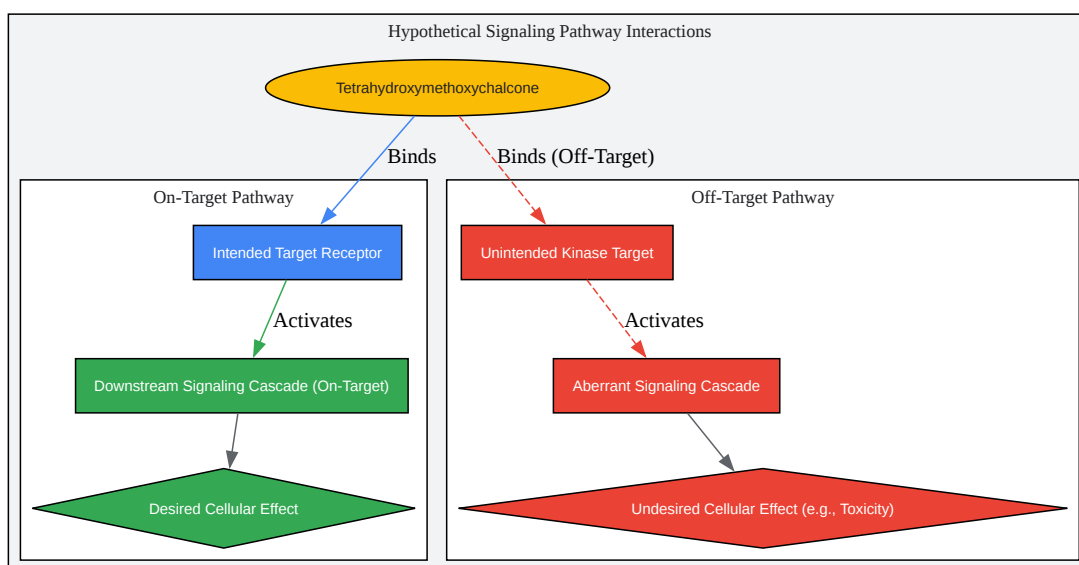 Hypothetical Signaling Pathway Interactions
Tetrahydroxymethoxychalcone
Binds
Binds (Off-Target)
On-Target Pathway
Off-Target Pathway
Intended Target Receptor
Unintended Kinase Target
Activates
Activates
Downstream Signaling Cascade (On-Target)
Aberrant Signaling Cascade
Desired Cellular Effect
Undesired Cellular Effect (e.g., Toxicity)